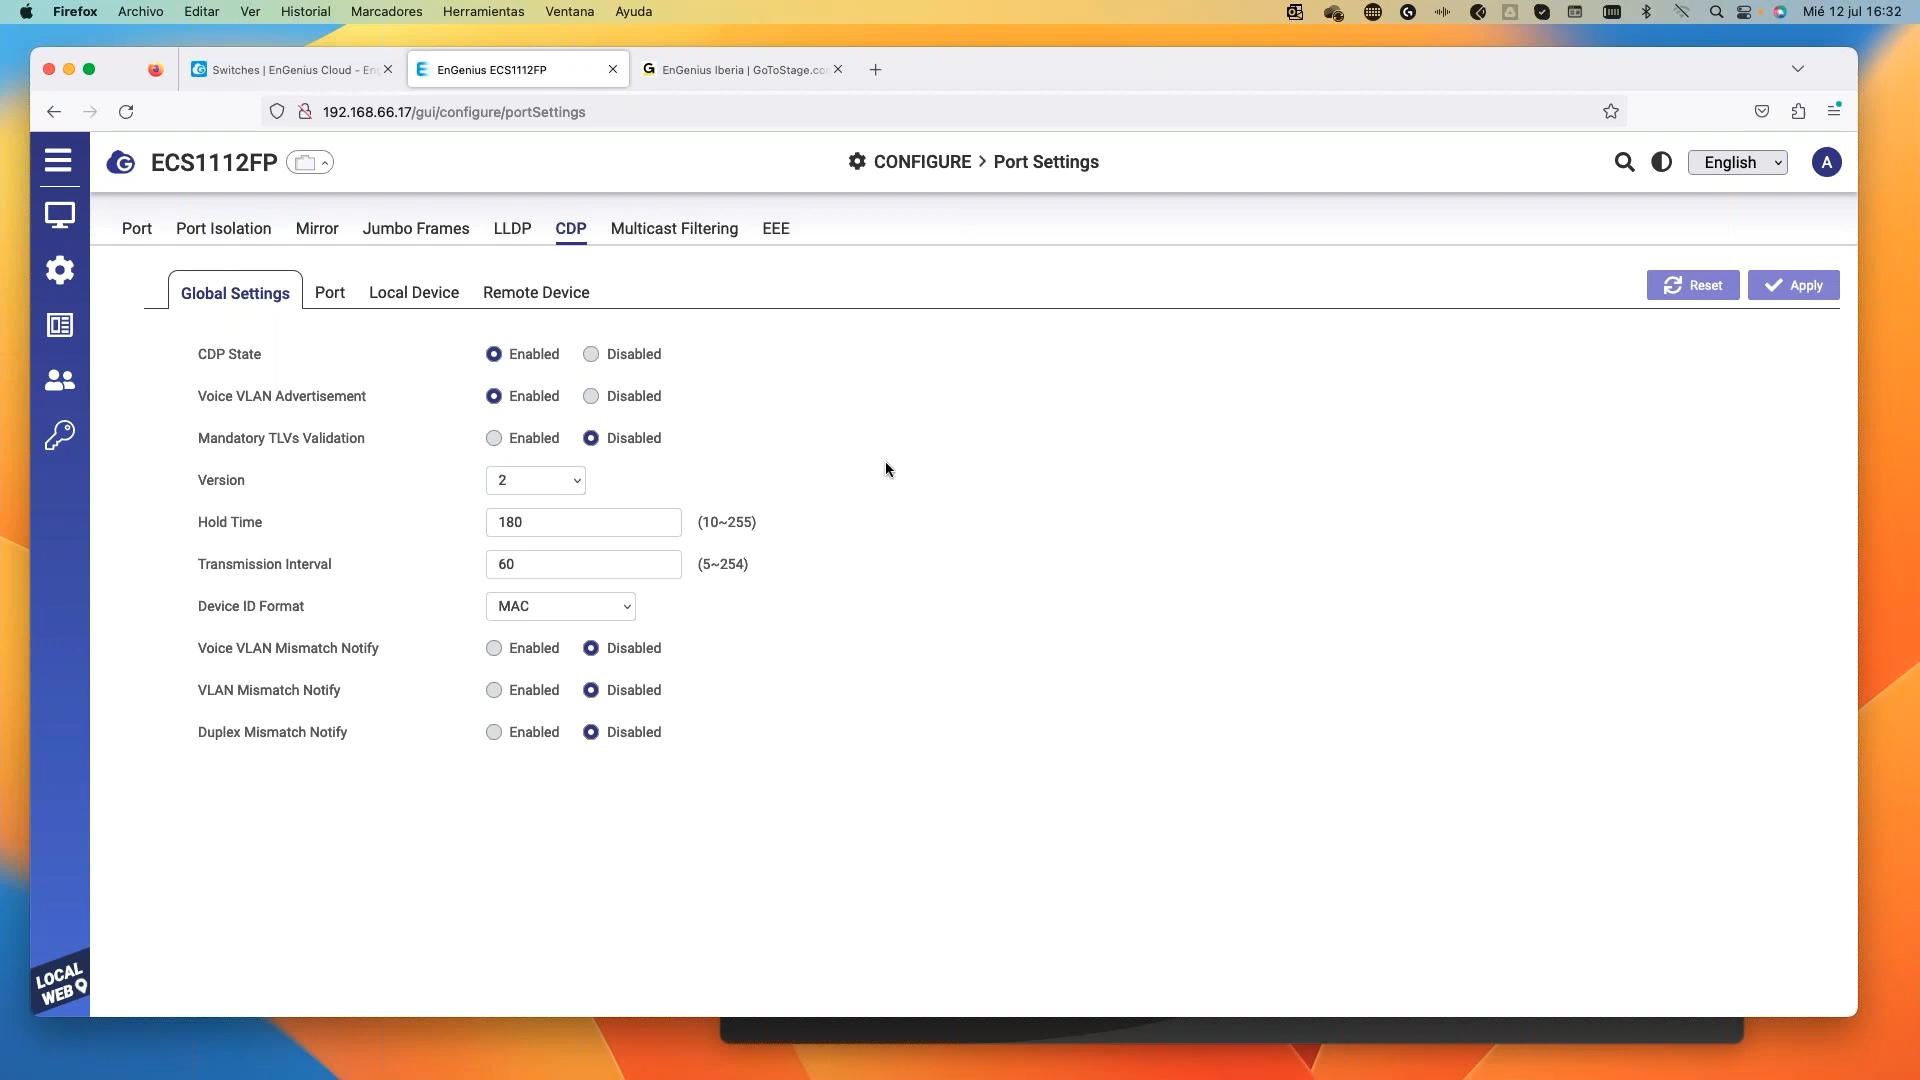 Firefox Archivo Editar Ver Historial Marcadores Herramientas Ventana Ayuda Mié 12 jul 16:32
Switches | EnGenius Cloud - En EnGenius ECS1112FP EnGenius Iberia | GoToStage.co
192.168.66.17/gui/configure/portSettings
ECS1112FP CONFIGURE > Port Settings English A
Port Port Isolation Mirror Jumbo Frames LLDP CDP Multicast Filtering EEE
Global Settings Port Local Device Remote Device Reset Apply
CDP State Enabled Disabled
Voice VLAN Advertisement Enabled Disabled
Mandatory TLVs Validation Enabled Disabled
Version 2
Hold Time 180 (10~255)
Transmission Interval 60 (5~254)
Device ID Format MAC
Voice VLAN Mismatch Notify Enabled Disabled
VLAN Mismatch Notify Enabled Disabled
Duplex Mismatch Notify Enabled Disabled
LOCAL
WEB